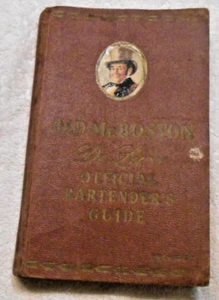 OLD Mr. BOSTON
De Luxe
OFFICIAL
BARTENDER'S
GUIDE